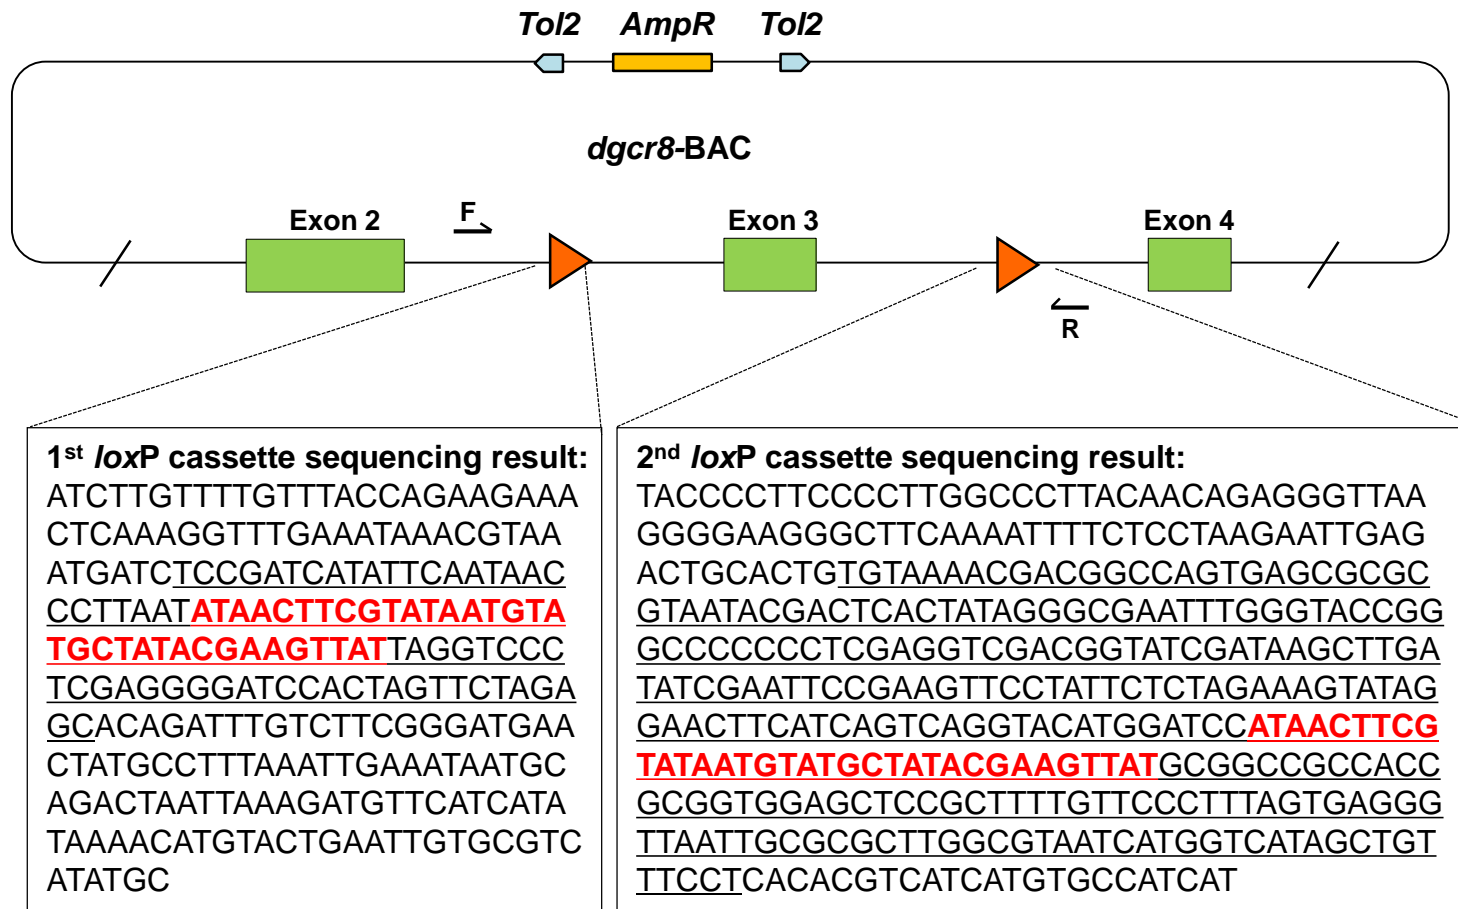 Tol2 AmpR Tol2
dgcr8-BAC
Exon 2 F Exon 3 Exon 4
R
1st loxP cassette sequencing result:
ATCTTGTTTTGTTTACCAGAAGAAA
CTCAAAGGTTTGAAATAAACGTAA
ATGATCTCCGATCATATTCAATAAC
CCTTAATATAACTTCGTATAATGTA
TGCTATACGAAGTTATTAGGTCCC
TCGAGGGGATCCACTAGTTCTAGA
GCACAGATTTGTCTTCGGGATGAA
CTATGCCTTTAAATTGAAATAATGC
AGACTAATTAAAGATGTTCATCATA
TAAAACATGTACTGAATTGTGCGTC
ATATGC
2nd loxP cassette sequencing result:
TACCCCTTCCCCTTGGCCCTTACAACAGAGGGTTAA
GGGGAAGGGCTTCAAAATTTTCTCCTAAGAATTGAG
ACTGCACTGTGTAAAACGACGGCCAGTGAGCGCGC
GTAATACGACTCACTATAGGGCGAATTTGGGTACCGG
GCCCCCCCTCGAGGTCGACGGTATCGATAAGCTTGA
TATCGAATTCCGAAGTTCCTATTCTCTAGAAAGTATAG
GAACTTCATCAGTCAGGTACATGGATCCATAACTTCG
TATAATGTATGCTATACGAAGTTATGCGGCCGCCACC
GCGGTGGAGCTCCGCTTTTGTTCCCTTTAGTGAGGG
TTAATTGCGCGCTTGGCGTAATCATGGTCATAGCTGT
TTCCTCACACGTCATCATGTGCCATCAT